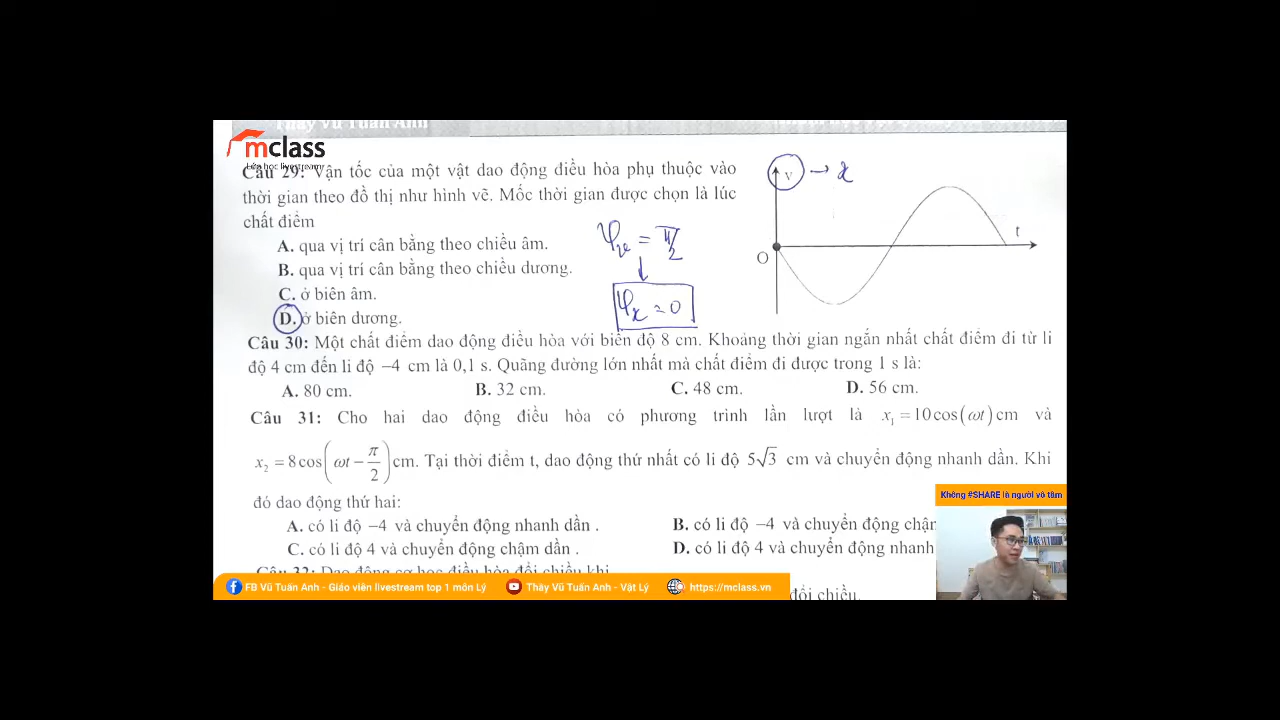 Thầy Vũ Tuấn Anh
mclass
Lớp học livestream
Câu 29: Vận tốc của một vật dao động điều hòa phụ thuộc vào
thời gian theo đồ thị như hình vẽ. Mốc thời gian được chọn là lúc
chất điểm
A. qua vị trí cân bằng theo chiều âm.
B. qua vị trí cân bằng theo chiều dương.
C. ở biên âm.
D. ở biên dương.
φv = π/2
φx = 0
v → x
O
t
Câu 30: Một chất điểm dao động điều hòa với biên độ 8 cm. Khoảng thời gian ngắn nhất chất điểm đi từ li
độ 4 cm đến li độ −4 cm là 0,1 s. Quãng đường lớn nhất mà chất điểm đi được trong 1 s là:
A. 80 cm. B. 32 cm. C. 48 cm. D. 56 cm.
Câu 31: Cho hai dao động điều hòa có phương trình lần lượt là x₁ = 10cos(ωt) cm và
x₂ = 8cos(ωt − π/2) cm. Tại thời điểm t, dao động thứ nhất có li độ 5√3 cm và chuyển động nhanh dần. Khi
đó dao động thứ hai:
A. có li độ −4 và chuyển động nhanh dần .
B. có li độ −4 và chuyển động chậm
C. có li độ 4 và chuyển động chậm dần .
D. có li độ 4 và chuyển động nhanh
Câu 32: Dao động cơ học điều hòa đổi chiều khi
đổi chiều.
Không #SHARE là người vô tâm
FB Vũ Tuấn Anh - Giáo viên livestream top 1 môn Lý
Thầy Vũ Tuấn Anh - Vật Lý
https://mclass.vn